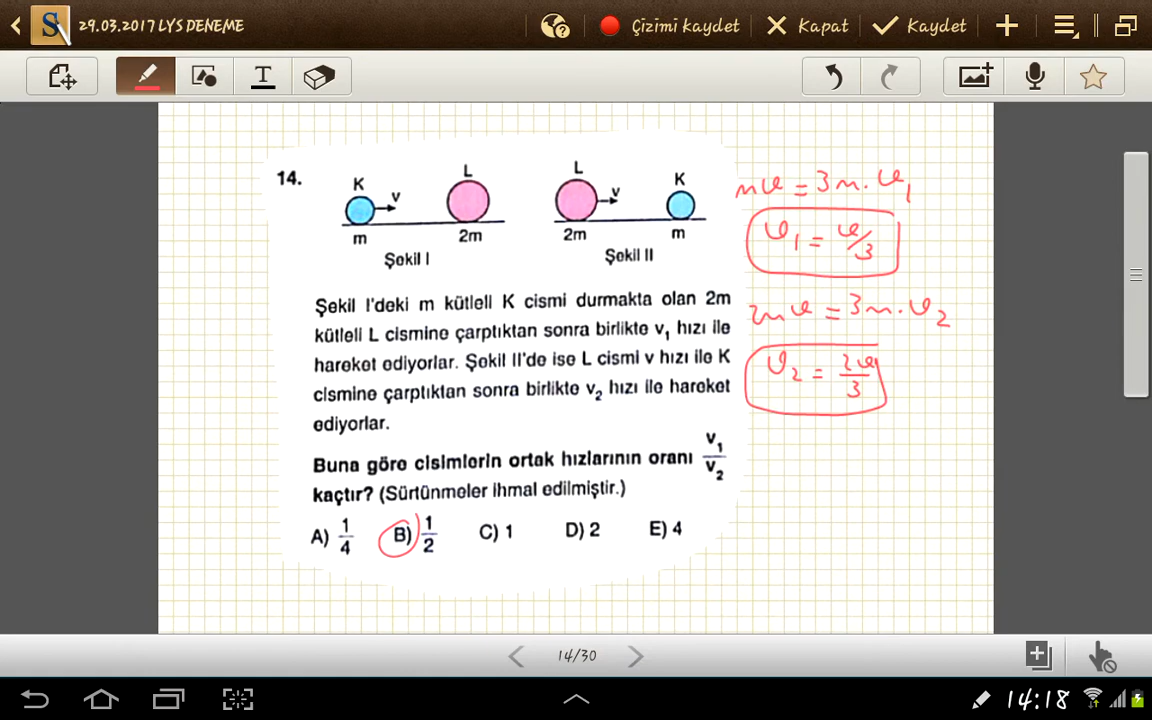 29.03.2017 LYS DENEME
Çizimi kaydet
Kapat
Kaydet
14.
K
v
L
m
2m
Şekil I
L
v
K
2m
m
Şekil II
Şekil I'deki m kütleli K cismi durmakta olan 2m
kütleli L cismine çarptıktan sonra birlikte v₁ hızı ile
hareket ediyorlar. Şekil II'de ise L cismi v hızı ile K
cismine çarptıktan sonra birlikte v₂ hızı ile hareket
ediyorlar.
Buna göre cisimlerin ortak hızlarının oranı v₁/v₂
kaçtır? (Sürtünmeler ihmal edilmiştir.)
A) 1/4 B) 1/2 C) 1 D) 2 E) 4
mv = 3m.v₁
v₁ = v/3
2mv = 3m.v₂
v₂ = 2v/3
14/30
14:18